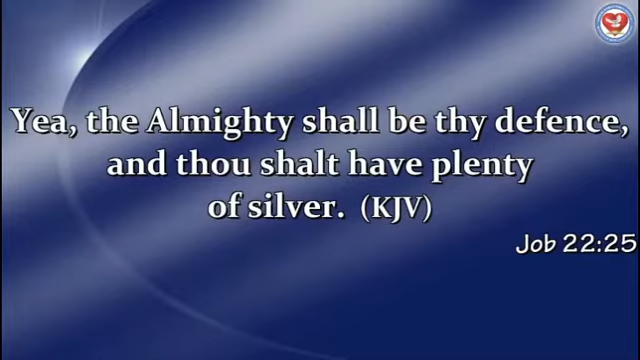 Yea, the Almighty shall be thy defence,
and thou shalt have plenty
of silver. (KJV)
Job 22:25